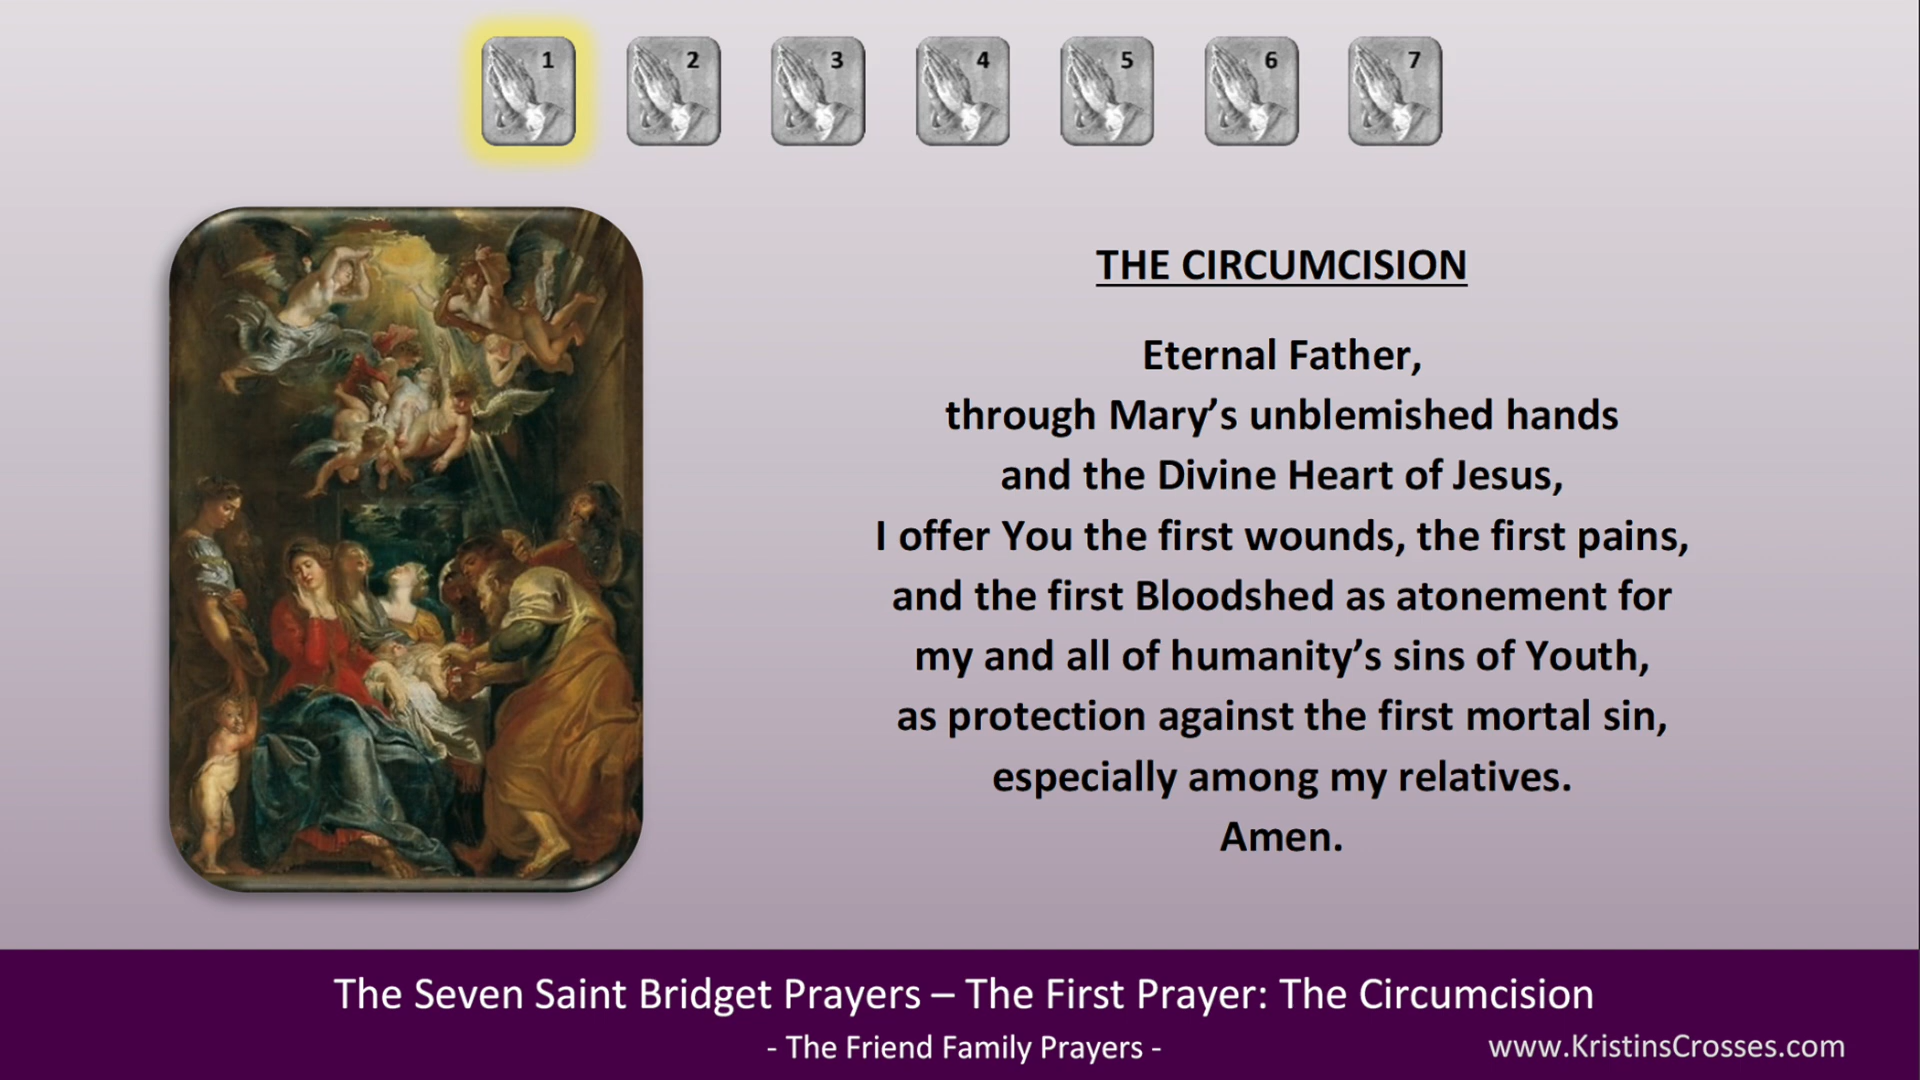 1 2 3 4 5 6 7
THE CIRCUMCISION
Eternal Father,
through Mary’s unblemished hands
and the Divine Heart of Jesus,
I offer You the first wounds, the first pains,
and the first Bloodshed as atonement for
my and all of humanity’s sins of Youth,
as protection against the first mortal sin,
especially among my relatives.
Amen.
The Seven Saint Bridget Prayers – The First Prayer: The Circumcision
- The Friend Family Prayers -
www.KristinsCrosses.com